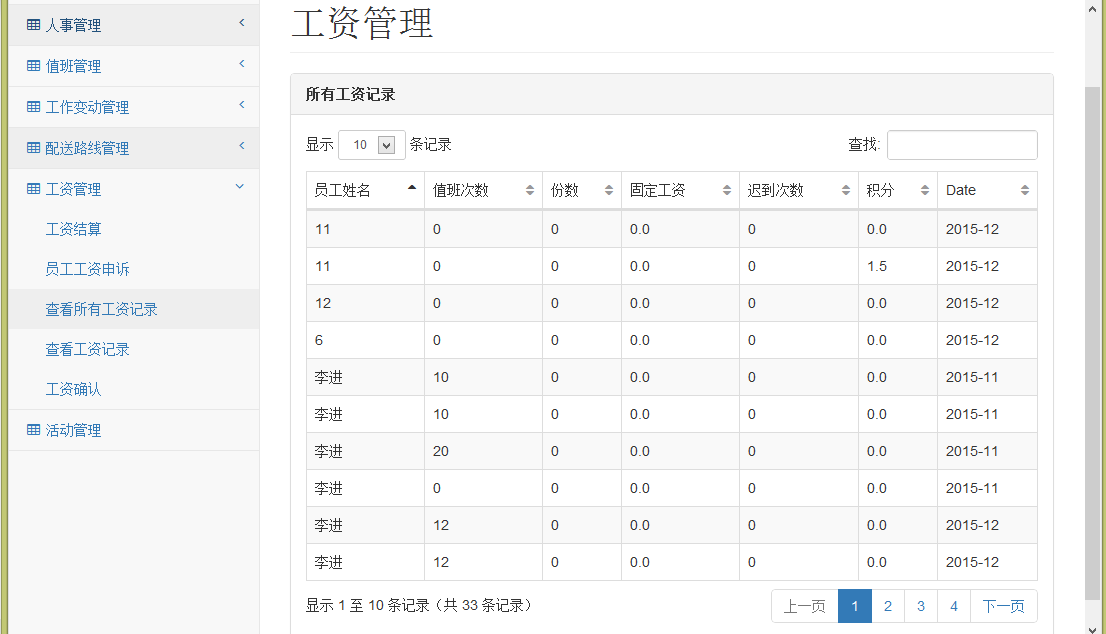 工资管理
人事管理
值班管理
工作变动管理
配送路线管理
工资管理
工资结算
员工工资申诉
查看所有工资记录
查看工资记录
工资确认
活动管理
所有工资记录
显示 10 条记录 查找:
员工姓名 值班次数 份数 固定工资 迟到次数 积分 Date
11 0 0 0.0 0 0.0 2015-12
11 0 0 0.0 0 1.5 2015-12
12 0 0 0.0 0 0.0 2015-12
6 0 0 0.0 0 0.0 2015-12
李进 10 0 0.0 0 0.0 2015-11
李进 10 0 0.0 0 0.0 2015-11
李进 20 0 0.0 0 0.0 2015-11
李进 0 0 0.0 0 0.0 2015-11
李进 12 0 0.0 0 0.0 2015-12
李进 12 0 0.0 0 0.0 2015-12
显示 1 至 10 条记录（共 33 条记录） 上一页 1 2 3 4 下一页